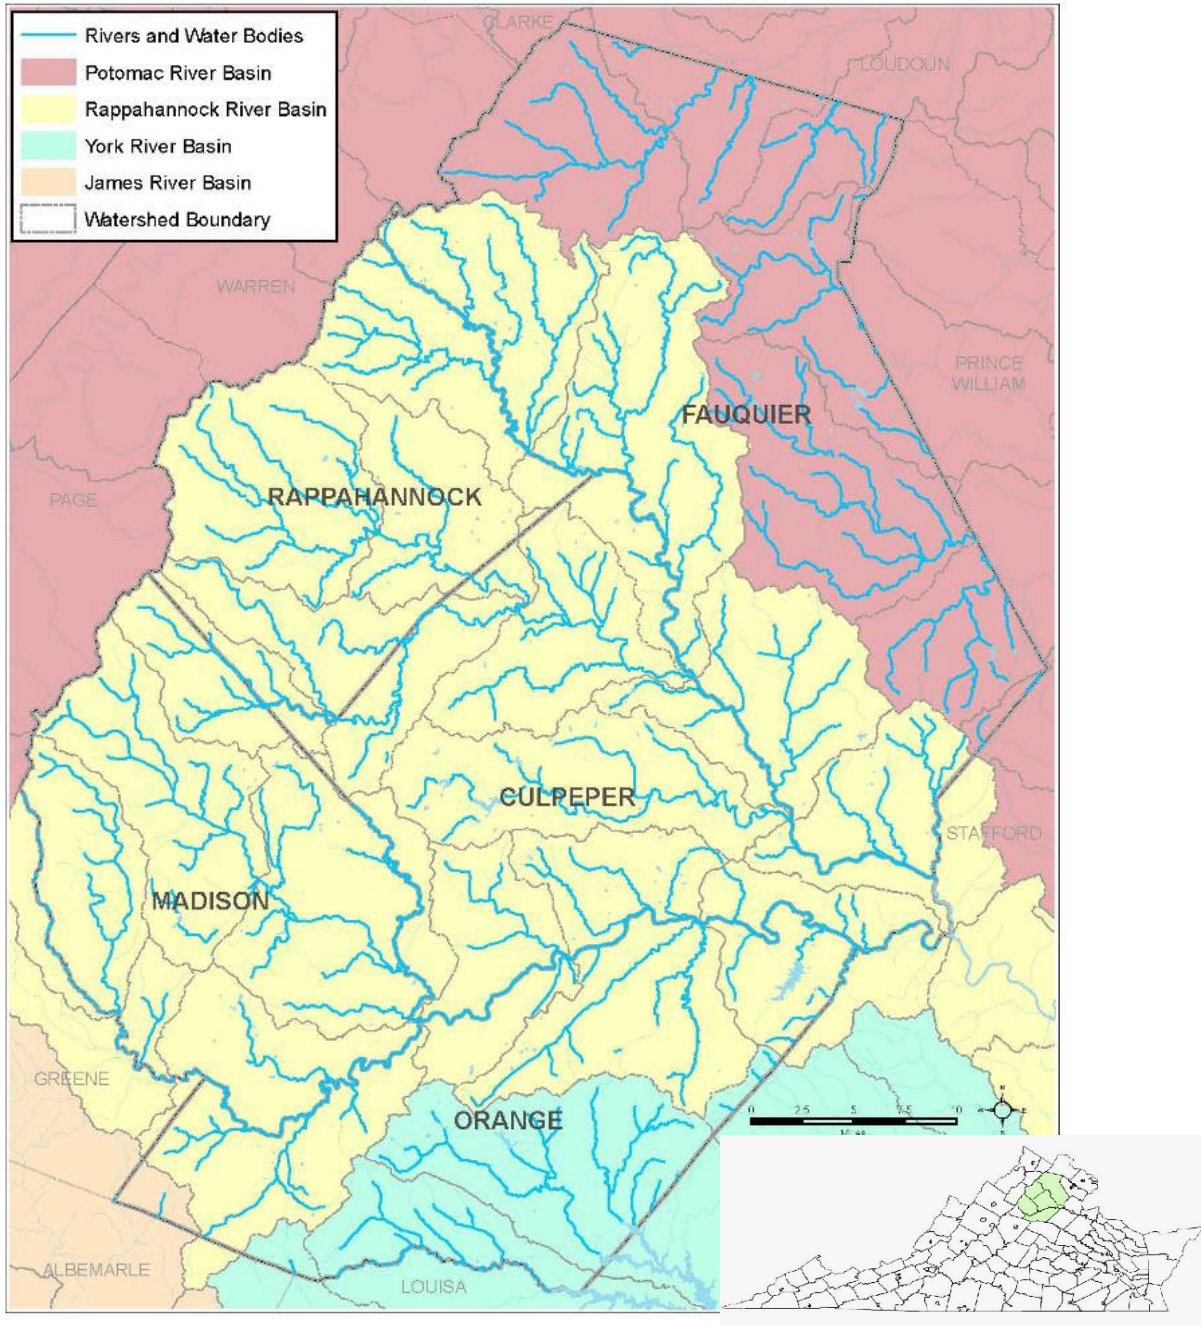 Rivers and Water Bodies
Potomac River Basin
Rappahannock River Basin
York River Basin
James River Basin
Watershed Boundary
CLARKE
LOUDOUN
WARREN
PRINCE
WILLIAM
FAUQUIER
PAGE
RAPPAHANNOCK
CULPEPER
STAFFORD
MADISON
GREENE
ORANGE
N
0 2.5 5 7.5 10
Miles
ALBEMARLE
LOUISA